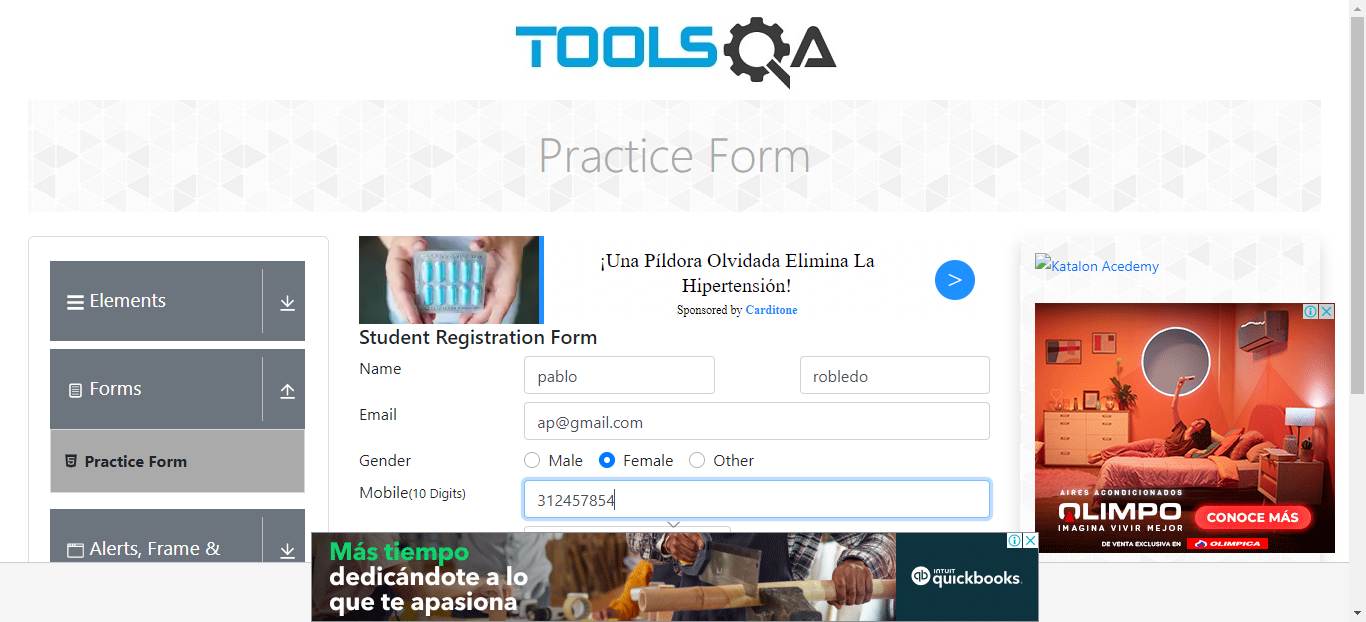 TOOLSQA
Practice Form
Elements
Forms
Practice Form
Alerts, Frame &
¡Una Píldora Olvidada Elimina La
Hipertensión!
Sponsored by Carditone
>
Student Registration Form
Name
pablo
robledo
Email
ap@gmail.com
Gender
Male
Female
Other
Mobile(10 Digits)
312457854
Katalon Acedemy
AIRES ACONDICIONADOS
OLIMPO
IMAGINA VIVIR MEJOR
CONOCE MÁS
DE VENTA EXCLUSIVA EN OLIMPICA
Más tiempo
dedicándote a lo
que te apasiona
INTUIT
qb quickbooks.